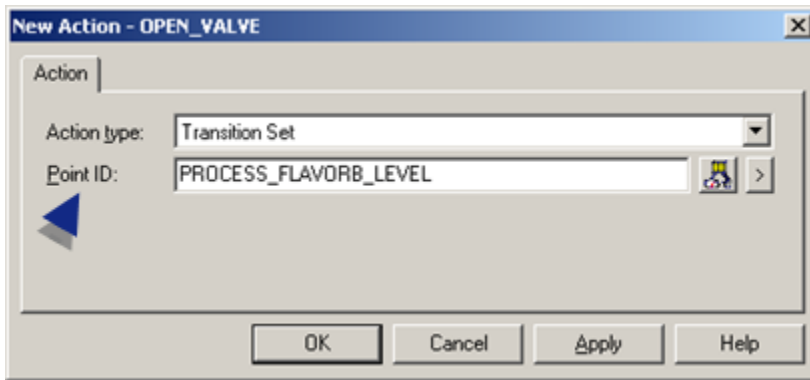 New Action - OPEN_VALVE
Action
Action type: Transition Set
Point ID: PROCESS_FLAVORB_LEVEL >
OK Cancel Apply Help